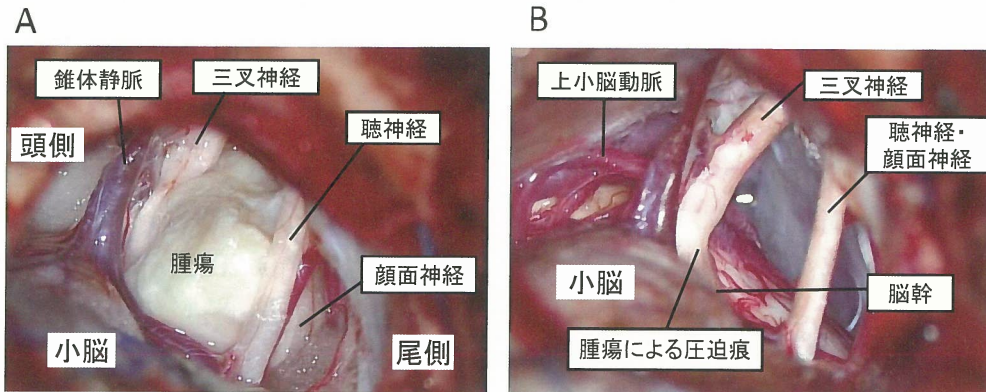 A
錐体静脈
三叉神経
聴神経
頭側
腫瘍
顔面神経
小脳
尾側
B
上小脳動脈
三叉神経
聴神経・
顔面神経
小脳
脳幹
腫瘍による圧迫痕